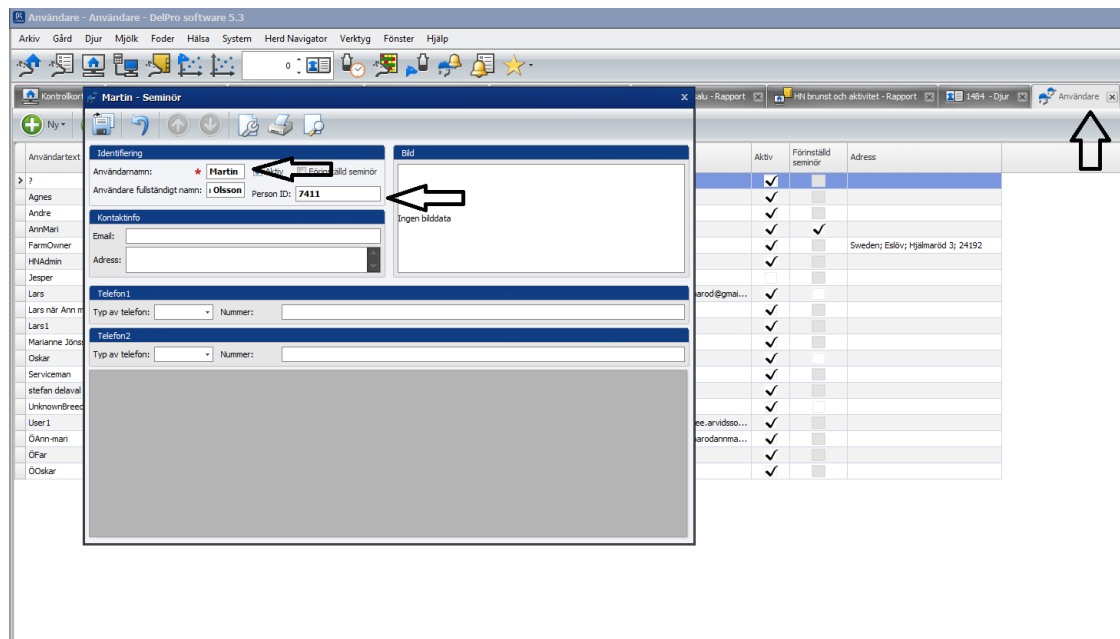 Användare - Användare - DelPro software 5.3
Arkiv Gård Djur Mjölk Foder Hälsa System Herd Navigator Verktyg Fönster Hjälp
0
Kontrollkort
alu - Rapport
HN brunst och aktivitet - Rapport
1484 - Djur
Användare
Martin - Seminör
Ny
Användartext
Aktiv
Förinställd seminör
Adress
Identifiering
Bild
Användarnamn: * Martin Förinställd seminör
Användare fullständigt namn: Olsson Person ID: 7411
Kontaktinfo
Ingen bilddata
Email:
Adress:
Telefon1
Typ av telefon: Nummer:
Telefon2
Typ av telefon: Nummer:
?
Agnes
Andre
AnnMari
FarmOwner
Sweden; Eslöv; Hjälmaröd 3; 24192
HNAdmin
Jesper
Lars
arod@gmai...
Lars när Ann m
Lars1
Marianne Jöns
Oskar
Serviceman
stefan delaval
UnknownBreed
User1
ee.arvidsso...
ÖAnn-mari
arodannma...
ÖFar
ÖOskar